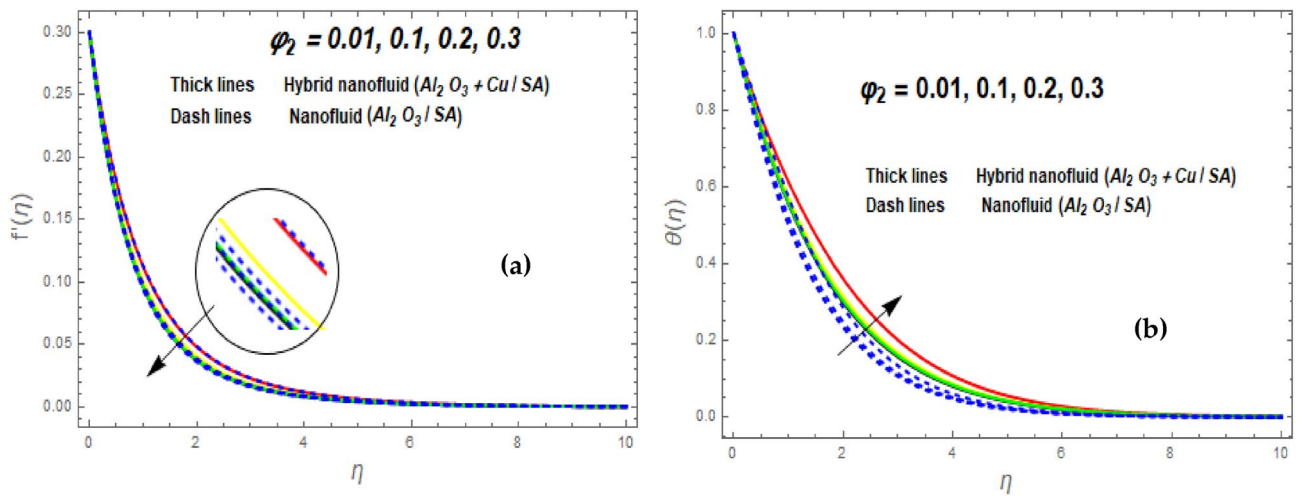 φ₂ = 0.01, 0.1, 0.2, 0.3
Thick lines Hybrid nanofluid (Al₂ O₃ + Cu / SA)
Dash lines Nanofluid (Al₂ O₃ / SA)
(a)
f'(η)
0.30
0.25
0.20
0.15
0.10
0.05
0.00
0 2 4 6 8 10
η
φ₂ = 0.01, 0.1, 0.2, 0.3
Thick lines Hybrid nanofluid (Al₂ O₃ + Cu / SA)
Dash lines Nanofluid (Al₂ O₃ / SA)
(b)
θ(η)
1.0
0.8
0.6
0.4
0.2
0.0
0 2 4 6 8 10
η